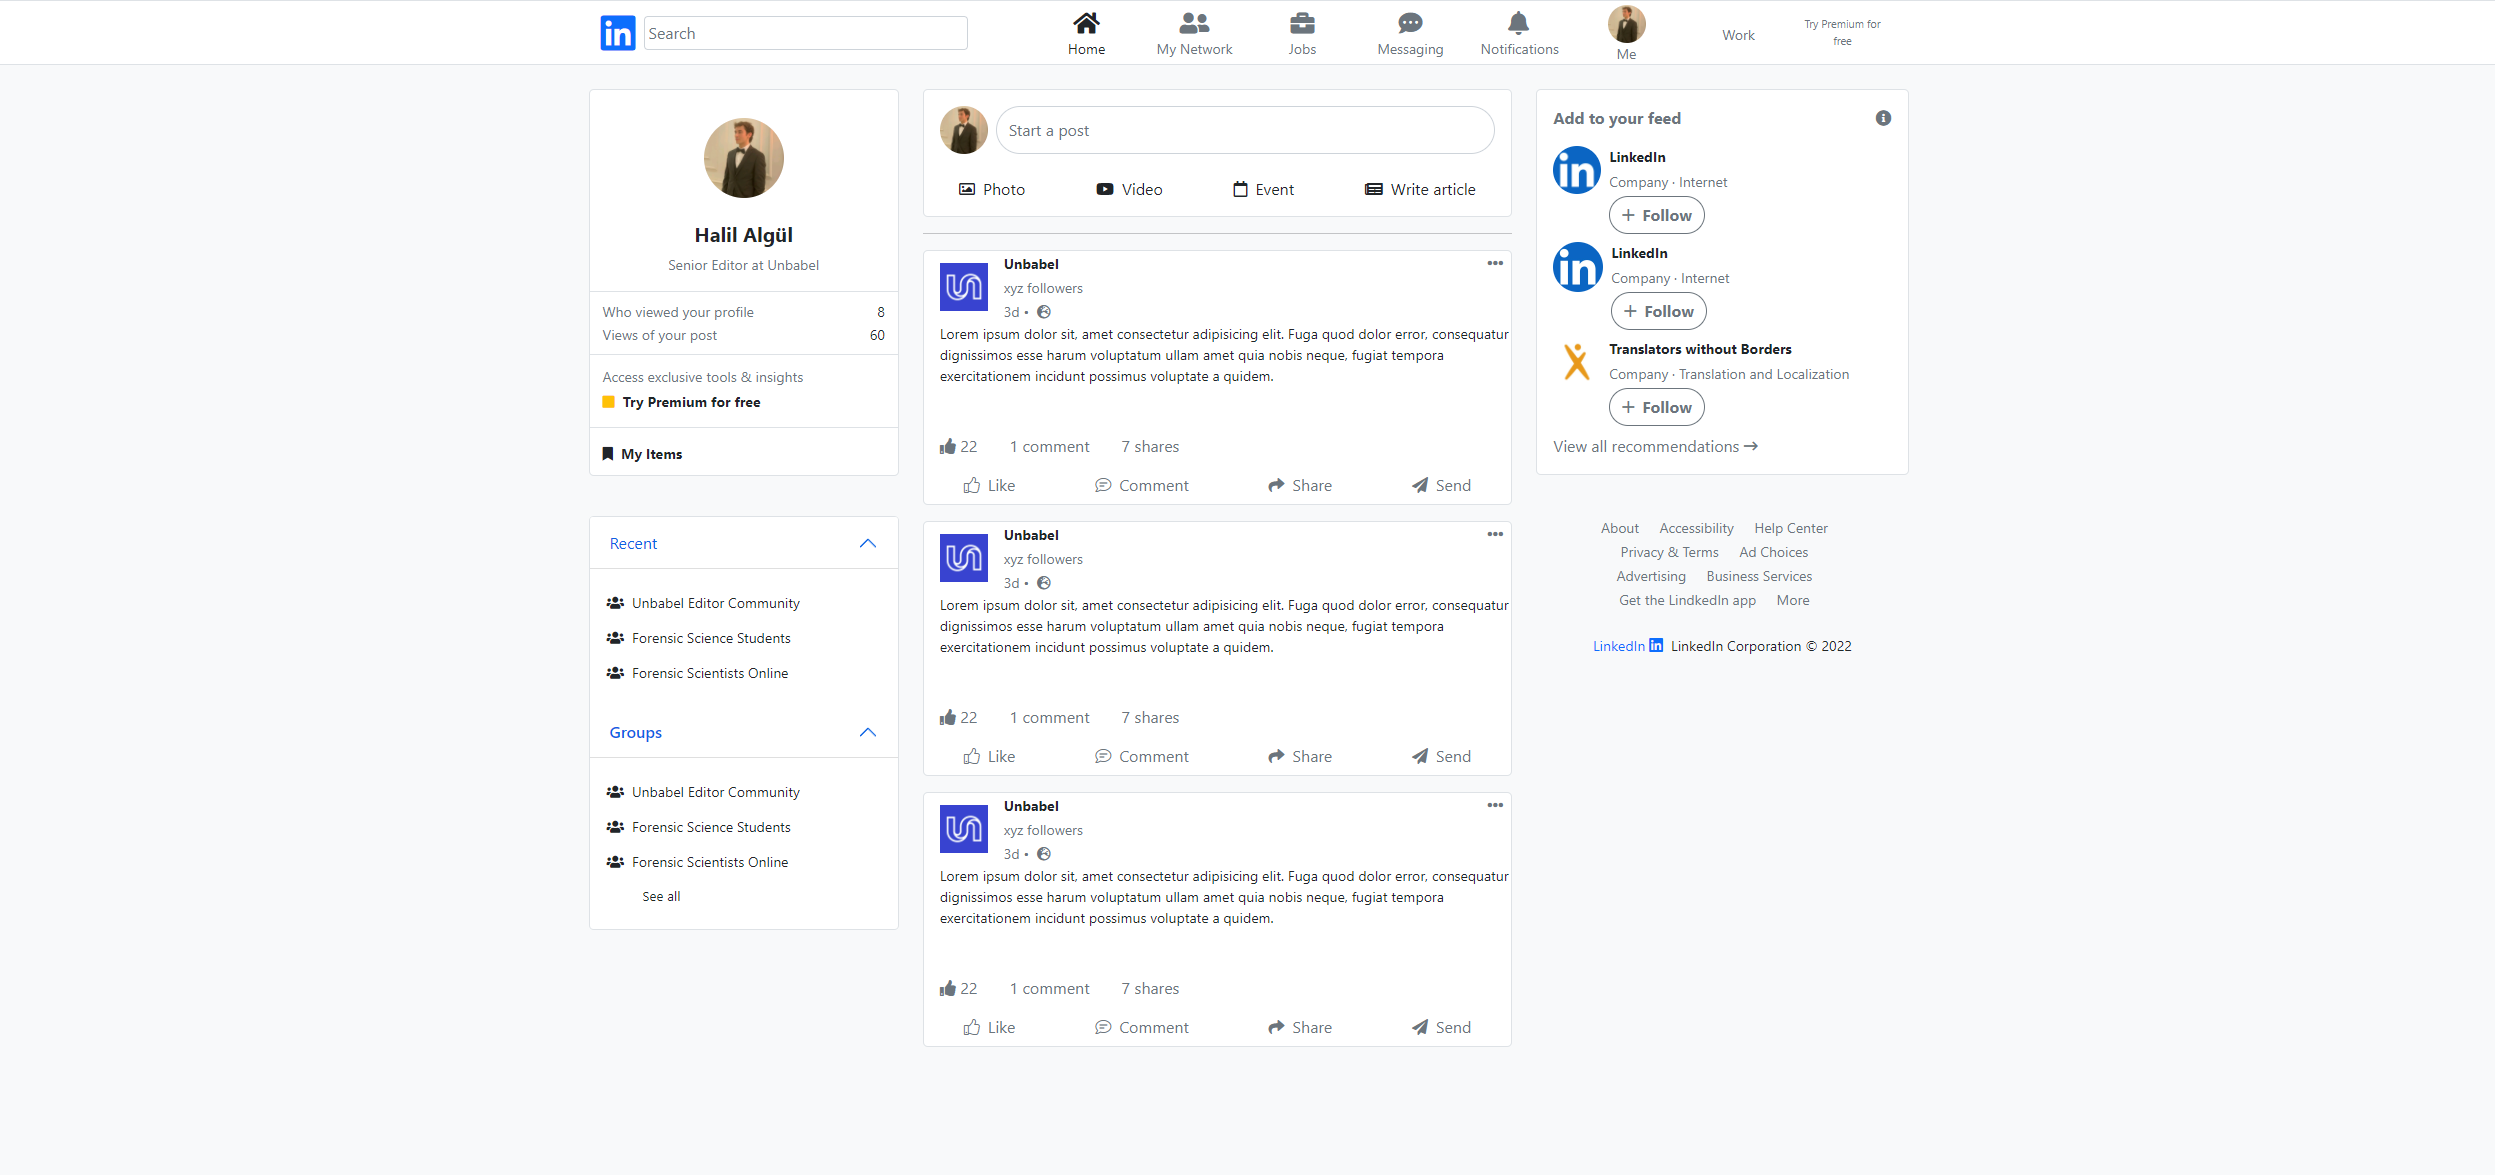 in
Search
Home
My Network
Jobs
Messaging
Notifications
Me
Work
Try Premium for
free
Halil Algül
Senior Editor at Unbabel
Who viewed your profile 8
Views of your post 60
Access exclusive tools & insights
Try Premium for free
My Items
Recent
Unbabel Editor Community
Forensic Science Students
Forensic Scientists Online
Groups
Unbabel Editor Community
Forensic Science Students
Forensic Scientists Online
See all
Start a post
Photo Video Event Write article
Unbabel
xyz followers
3d •
Lorem ipsum dolor sit, amet consectetur adipisicing elit. Fuga quod dolor error, consequatur
dignissimos esse harum voluptatum ullam amet quia nobis neque, fugiat tempora
exercitationem incidunt possimus voluptate a quidem.
22 1 comment 7 shares
Like Comment Share Send
Unbabel
xyz followers
3d •
Lorem ipsum dolor sit, amet consectetur adipisicing elit. Fuga quod dolor error, consequatur
dignissimos esse harum voluptatum ullam amet quia nobis neque, fugiat tempora
exercitationem incidunt possimus voluptate a quidem.
22 1 comment 7 shares
Like Comment Share Send
Unbabel
xyz followers
3d •
Lorem ipsum dolor sit, amet consectetur adipisicing elit. Fuga quod dolor error, consequatur
dignissimos esse harum voluptatum ullam amet quia nobis neque, fugiat tempora
exercitationem incidunt possimus voluptate a quidem.
22 1 comment 7 shares
Like Comment Share Send
Add to your feed
in
LinkedIn
Company · Internet
+ Follow
in
LinkedIn
Company · Internet
+ Follow
Translators without Borders
Company · Translation and Localization
+ Follow
View all recommendations →
About Accessibility Help Center
Privacy & Terms Ad Choices
Advertising Business Services
Get the LindkedIn app More
LinkedIn in LinkedIn Corporation © 2022